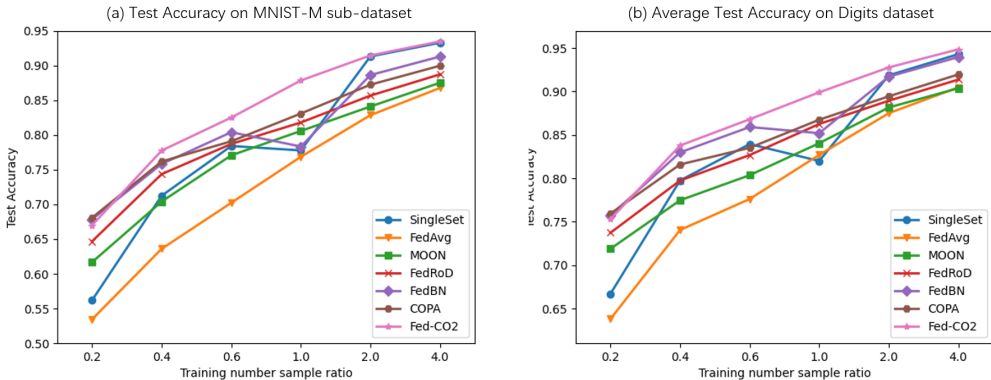 (a) Test Accuracy on MNIST-M sub-dataset
0.95
0.90
0.85
0.80
0.75
0.70
0.65
0.60
0.55
0.50
Test Accuracy
0.2 0.4 0.6 1.0 2.0 4.0
Training number sample ratio
SingleSet
FedAvg
MOON
FedRoD
FedBN
COPA
Fed-CO2
(b) Average Test Accuracy on Digits dataset
0.95
0.90
0.85
0.80
0.75
0.70
0.65
Test Accuracy
0.2 0.4 0.6 1.0 2.0 4.0
Training number sample ratio
SingleSet
FedAvg
MOON
FedRoD
FedBN
COPA
Fed-CO2